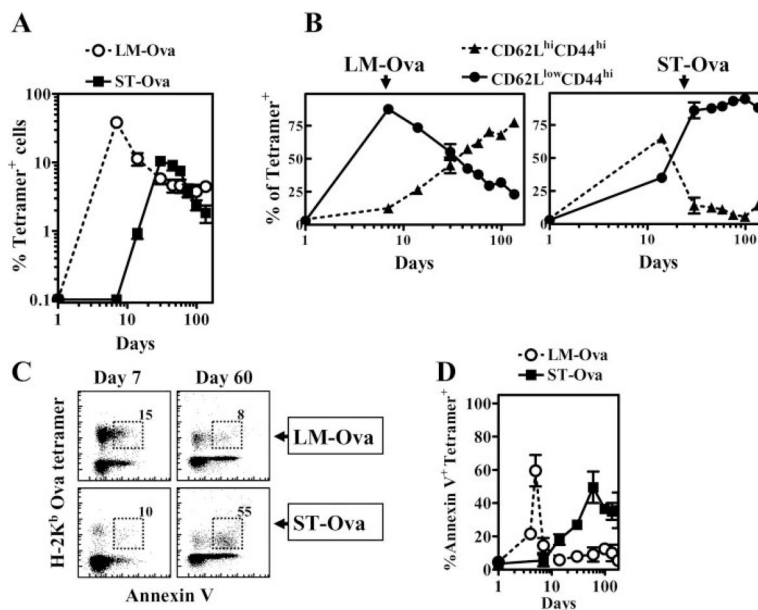 A
LM-Ova
ST-Ova
% Tetramer⁺ cells
100
10
1
0.1
1 10 100
Days
B
CD62LʰⁱCD44ʰⁱ
CD62LˡᵒʷCD44ʰⁱ
LM-Ova
ST-Ova
% of Tetramer⁺
75
50
25
0
1 10 100
Days
75
50
25
0
1 10 100
Days
C
Day 7 Day 60
H-2Kᵇ Ova tetramer
15
8
LM-Ova
10
55
ST-Ova
Annexin V
D
LM-Ova
ST-Ova
%Annexin V⁺ Tetramer⁺
100
80
60
40
20
0
1 10 100
Days